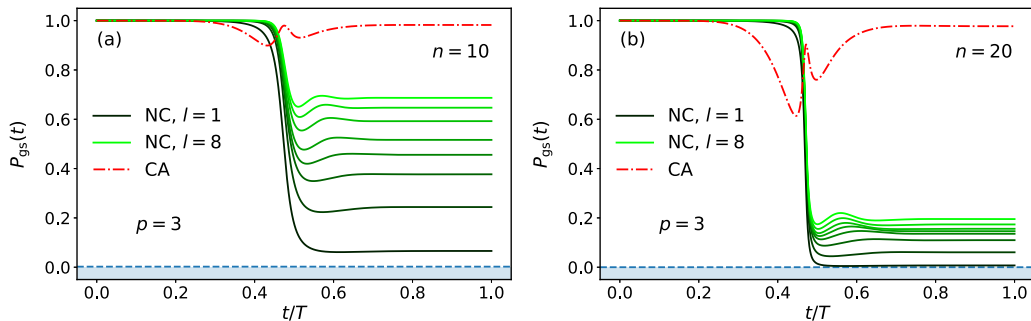 (a)
n = 10
NC, l = 1
NC, l = 8
CA
p = 3
P_gs(t)
1.0
0.8
0.6
0.4
0.2
0.0
0.0 0.2 0.4 0.6 0.8 1.0
t/T
(b)
n = 20
NC, l = 1
NC, l = 8
CA
p = 3
P_gs(t)
1.0
0.8
0.6
0.4
0.2
0.0
0.0 0.2 0.4 0.6 0.8 1.0
t/T